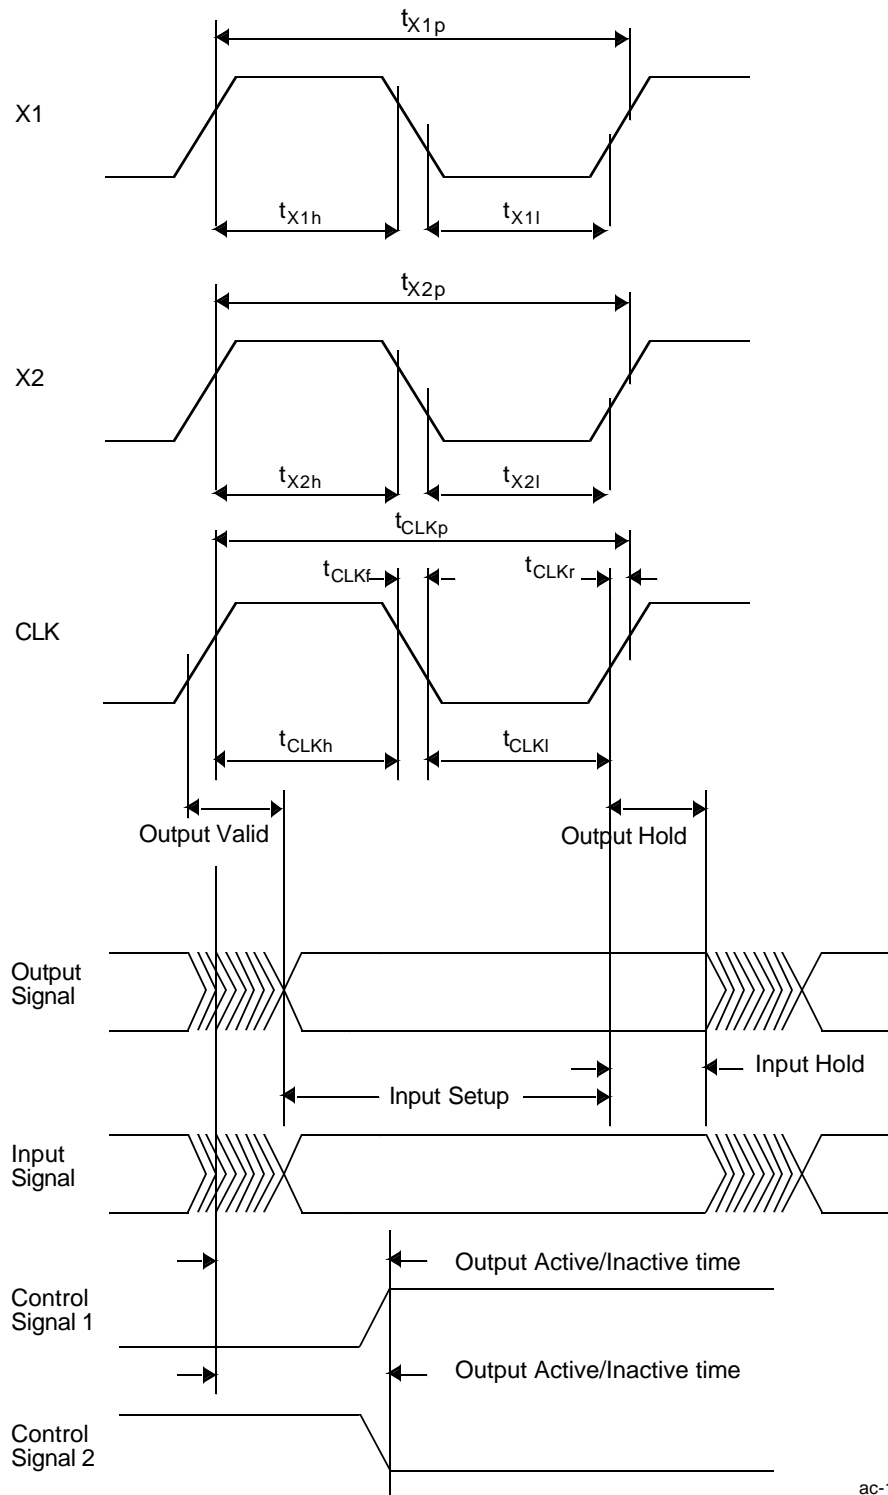 tX1p
X1
tX1h
tX1l
tX2p
X2
tX2h
tX2l
tCLKp
tCLKf
tCLKr
CLK
tCLKh
tCLKl
Output Valid
Output Hold
Output
Signal
Input Hold
Input Setup
Input
Signal
Output Active/Inactive time
Control
Signal 1
Output Active/Inactive time
Control
Signal 2
ac-1